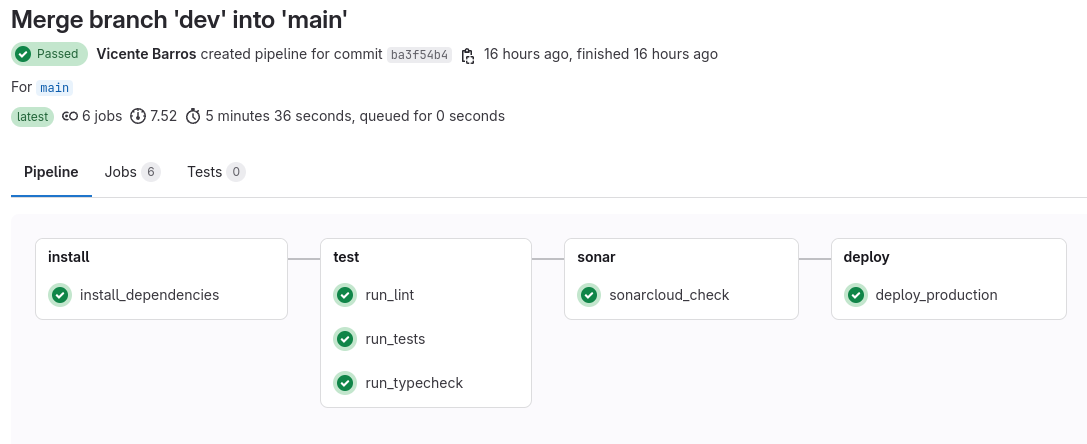 Merge branch 'dev' into 'main'
Passed Vicente Barros created pipeline for commit ba3f54b4 16 hours ago, finished 16 hours ago
For main
latest 6 jobs 7.52 5 minutes 36 seconds, queued for 0 seconds
Pipeline Jobs 6 Tests 0
install
install_dependencies
test
run_lint
run_tests
run_typecheck
sonar
sonarcloud_check
deploy
deploy_production